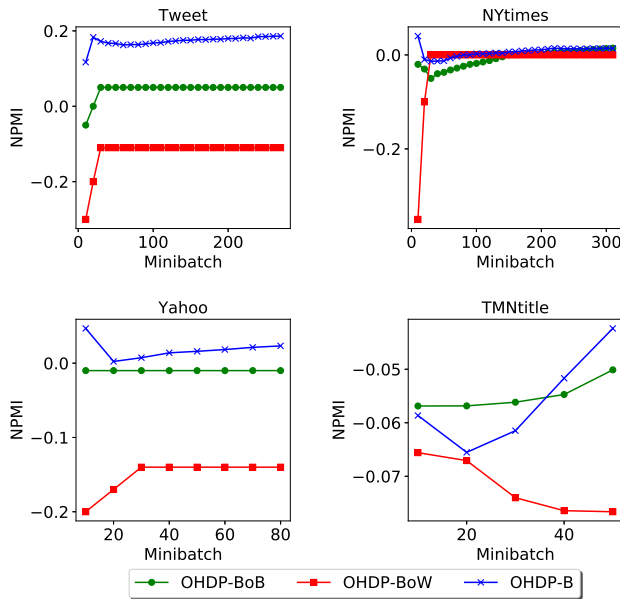 Tweet
NYtimes
0.2
0.0
−0.2
NPMI
0
100
200
Minibatch
0.0
−0.2
NPMI
0
100
200
300
Minibatch
Yahoo
TMNtitle
0.0
−0.1
−0.2
NPMI
20
40
60
80
Minibatch
−0.05
−0.06
−0.07
NPMI
20
40
Minibatch
OHDP-BoB
OHDP-BoW
OHDP-B